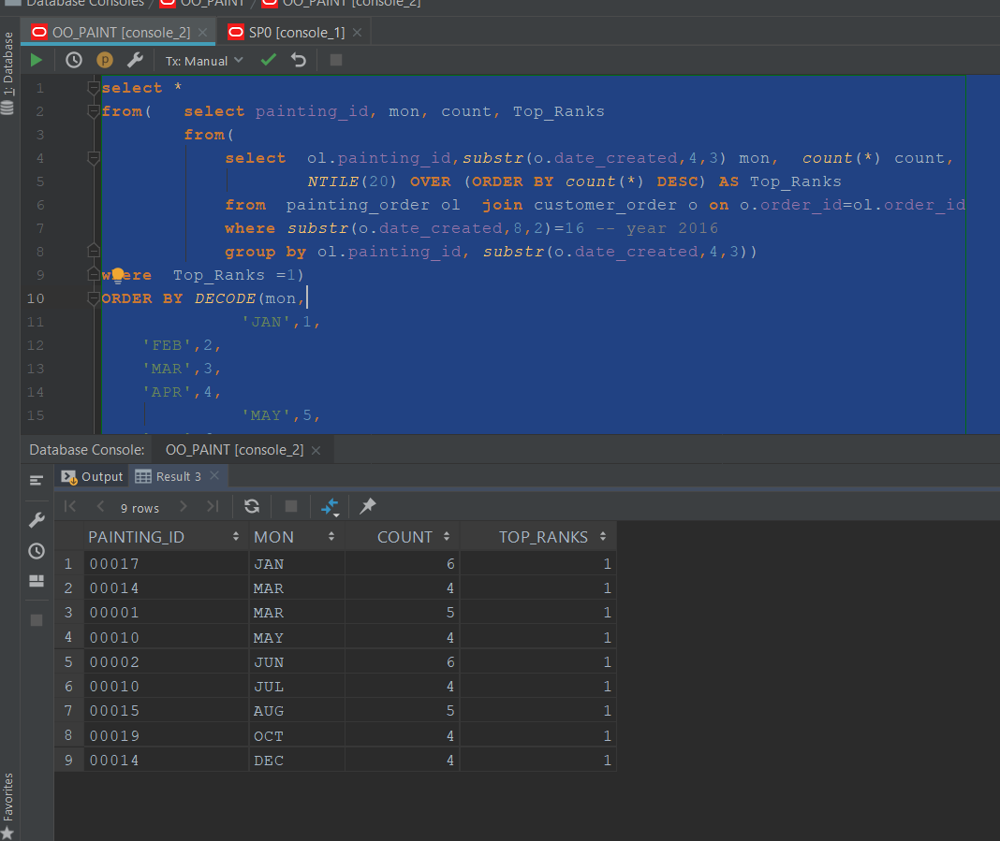 Database Consoles / OO_PAINT / OO_PAINT [console_2]
OO_PAINT [console_2] SP0 [console_1]
1: Database
p Tx: Manual
1 select *
2 from( select painting_id, mon, count, Top_Ranks
3 from(
4 select ol.painting_id,substr(o.date_created,4,3) mon, count(*) count,
5 NTILE(20) OVER (ORDER BY count(*) DESC) AS Top_Ranks
6 from painting_order ol join customer_order o on o.order_id=ol.order_id
7 where substr(o.date_created,8,2)=16 -- year 2016
8 group by ol.painting_id, substr(o.date_created,4,3))
9 where Top_Ranks =1)
10 ORDER BY DECODE(mon,
11 'JAN',1,
12 'FEB',2,
13 'MAR',3,
14 'APR',4,
15 'MAY',5,
Database Console: OO_PAINT [console_2]
Output Result 3
9 rows
PAINTING_ID MON COUNT TOP_RANKS
1 00017 JAN 6 1
2 00014 MAR 4 1
3 00001 MAR 5 1
4 00010 MAY 4 1
5 00002 JUN 6 1
6 00010 JUL 4 1
7 00015 AUG 5 1
8 00019 OCT 4 1
9 00014 DEC 4 1
Favorites